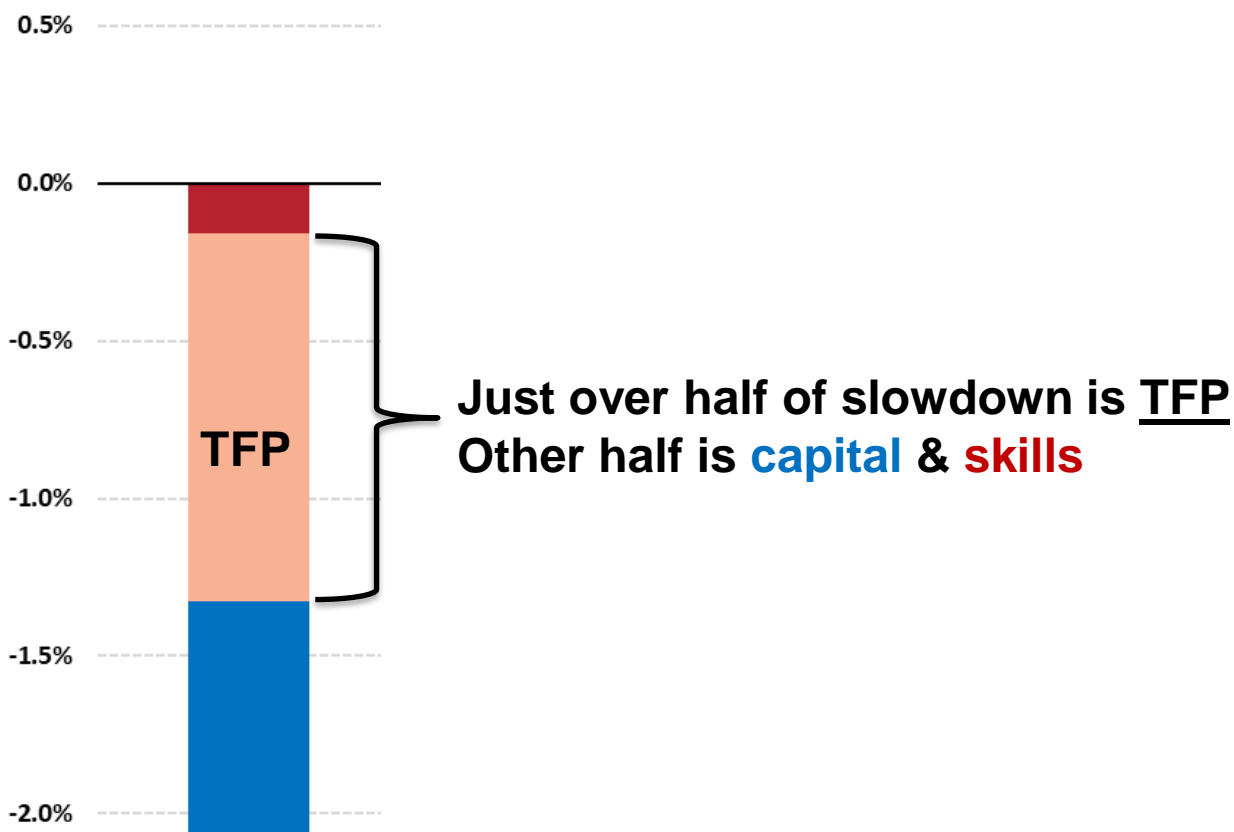 0.5%
0.0%
-0.5%
Just over half of slowdown is TFP
TFP
Other half is capital & skills
-1.0%
-1.5%
-2.0%